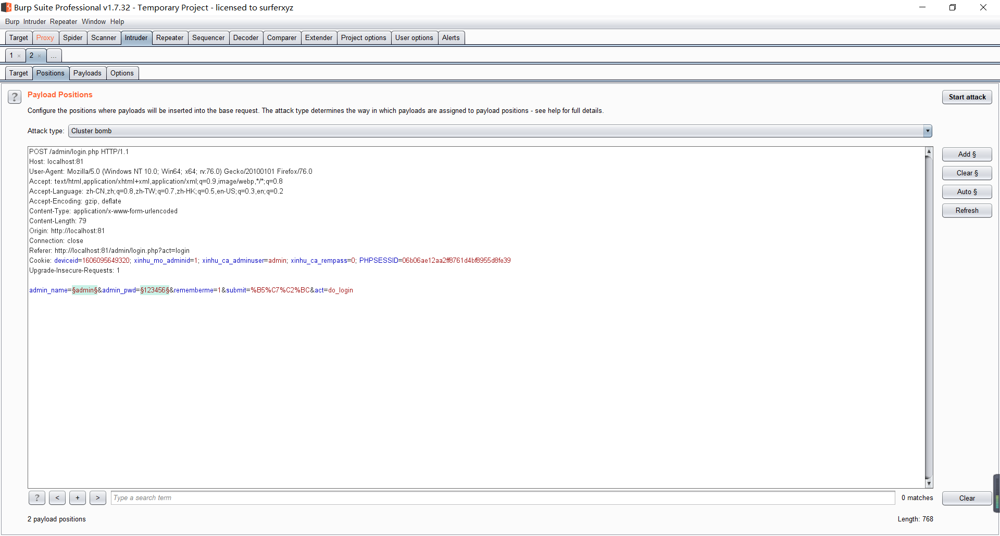 Burp Suite Professional v1.7.32 - Temporary Project - licensed to surferxyz
Burp Intruder Repeater Window Help
Target Proxy Spider Scanner Intruder Repeater Sequencer Decoder Comparer Extender Project options User options Alerts
1 × 2 × ...
Target Positions Payloads Options
? Payload Positions Start attack
Configure the positions where payloads will be inserted into the base request. The attack type determines the way in which payloads are assigned to payload positions - see help for full details.
Attack type: Cluster bomb
POST /admin/login.php HTTP/1.1
Add §
Host: localhost:81
User-Agent: Mozilla/5.0 (Windows NT 10.0; Win64; x64; rv:76.0) Gecko/20100101 Firefox/76.0
Clear §
Accept: text/html,application/xhtml+xml,application/xml;q=0.9,image/webp,*/*;q=0.8
Accept-Language: zh-CN,zh;q=0.8,zh-TW;q=0.7,zh-HK;q=0.5,en-US;q=0.3,en;q=0.2
Auto §
Accept-Encoding: gzip, deflate
Content-Type: application/x-www-form-urlencoded
Refresh
Content-Length: 79
Origin: http://localhost:81
Connection: close
Referer: http://localhost:81/admin/login.php?act=login
Cookie: deviceid=1606095649320; xinhu_mo_adminid=1; xinhu_ca_adminuser=admin; xinhu_ca_rempass=0; PHPSESSID=06b06ae12aa2ff8761d4bf8955d8fe39
Upgrade-Insecure-Requests: 1
admin_name=§admin§&admin_pwd=§123456§&rememberme=1&submit=%B5%C7%C2%BC&act=do_login
? < + > Type a search term 0 matches Clear
2 payload positions Length: 768